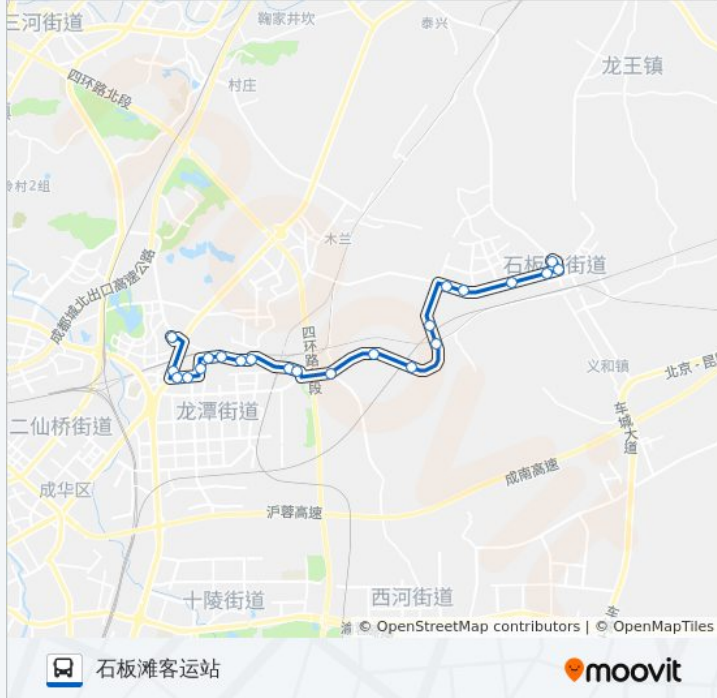 三河街道
鞠家井坎
泰兴
龙王镇
四环路北段
村庄
村2组
木兰
石板滩街道
成都城北出口高速公路
四环路
段
义和镇
北京 - 昆
龙潭街道
二仙桥街道
车城大道
成南高速
成华区
沪蓉高速
十陵街道
西河街道
车
© OpenStreetMap contributors | © OpenMapTiles
石板滩客运站
moovit